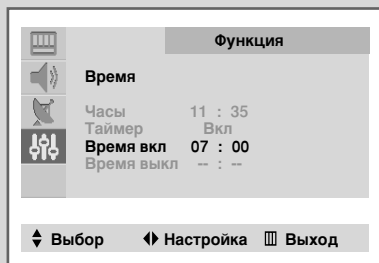 Функция
Время
Часы 11 : 35
Таймер Вкл
Время вкл 07 : 00
Время выкл -- : --
Выбор Настройка Выход